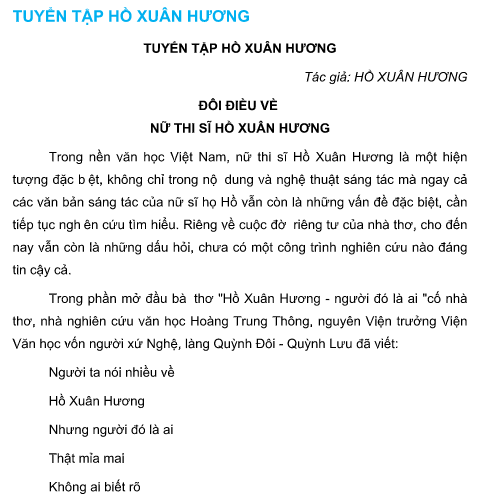 TUYỂN TẬP HỒ XUÂN HƯƠNG
TUYỂN TẬP HỒ XUÂN HƯƠNG
Tác giả: HỒ XUÂN HƯƠNG
ĐÔI ĐIỀU VỀ
NỮ THI SĨ HỒ XUÂN HƯƠNG
Trong nền văn học Việt Nam, nữ thi sĩ Hồ Xuân Hương là một hiện
tượng đặc b ệt, không chỉ trong nộ dung và nghệ thuật sáng tác mà ngay cả
các văn bản sáng tác của nữ sĩ họ Hồ vẫn còn là những vấn đề đặc biệt, cần
tiếp tục ngh ên cứu tìm hiểu. Riêng về cuộc đờ riêng tư của nhà thơ, cho đến
nay vẫn còn là những dấu hỏi, chưa có một công trình nghiên cứu nào đáng
tin cậy cả.
Trong phần mở đầu bà thơ "Hồ Xuân Hương - người đó là ai "cố nhà
thơ, nhà nghiên cứu văn học Hoàng Trung Thông, nguyên Viện trưởng Viện
Văn học vốn người xứ Nghệ, làng Quỳnh Đôi - Quỳnh Lưu đã viết:
Người ta nói nhiều về
Hồ Xuân Hương
Nhưng người đó là ai
Thật mỉa mai
Không ai biết rõ